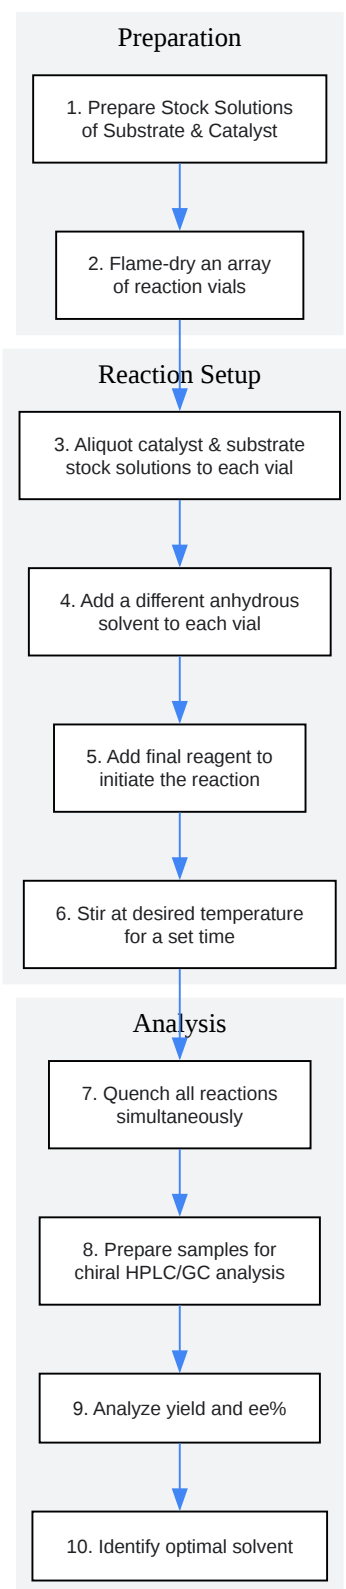 Preparation
1. Prepare Stock Solutions
of Substrate & Catalyst
2. Flame-dry an array
of reaction vials
Reaction Setup
3. Aliquot catalyst & substrate
stock solutions to each vial
4. Add a different anhydrous
solvent to each vial
5. Add final reagent to
initiate the reaction
6. Stir at desired temperature
for a set time
Analysis
7. Quench all reactions
simultaneously
8. Prepare samples for
chiral HPLC/GC analysis
9. Analyze yield and ee%
10. Identify optimal solvent